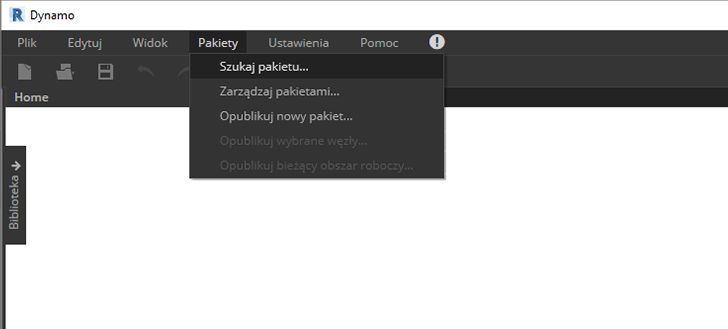 Dynamo
Plik Edytuj Widok Pakiety Ustawienia Pomoc
Szukaj pakietu...
Zarządzaj pakietami...
Opublikuj nowy pakiet...
Opublikuj wybrane węzły...
Opublikuj bieżący obszar roboczy...
Home
Biblioteka